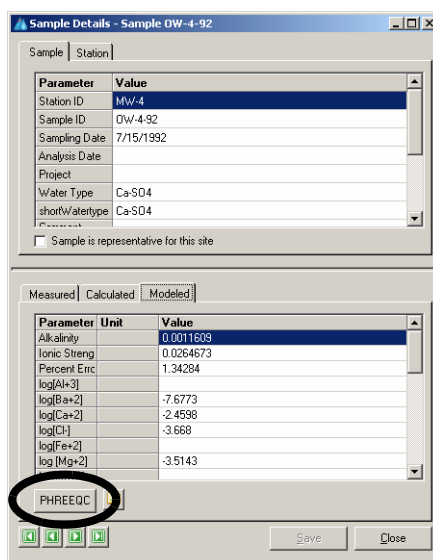 Sample Details - Sample OW-4-92
Sample Station
Parameter Value
Station ID MW-4
Sample ID OW-4-92
Sampling Date 7/15/1992
Analysis Date
Project
Water Type Ca-SO4
shortWatertype Ca-SO4
Sample is representative for this site
Measured Calculated Modeled
Parameter Unit Value
Alkalinity 0.0011609
Ionic Streng 0.0264673
Percent Errc 1.34284
log[Al+3]
log[Ba+2] -7.6773
log[Ca+2] -2.4598
log[Cl-] -3.668
log[Fe+2]
log [Mg+2] -3.5143
PHREEQC
Save Close